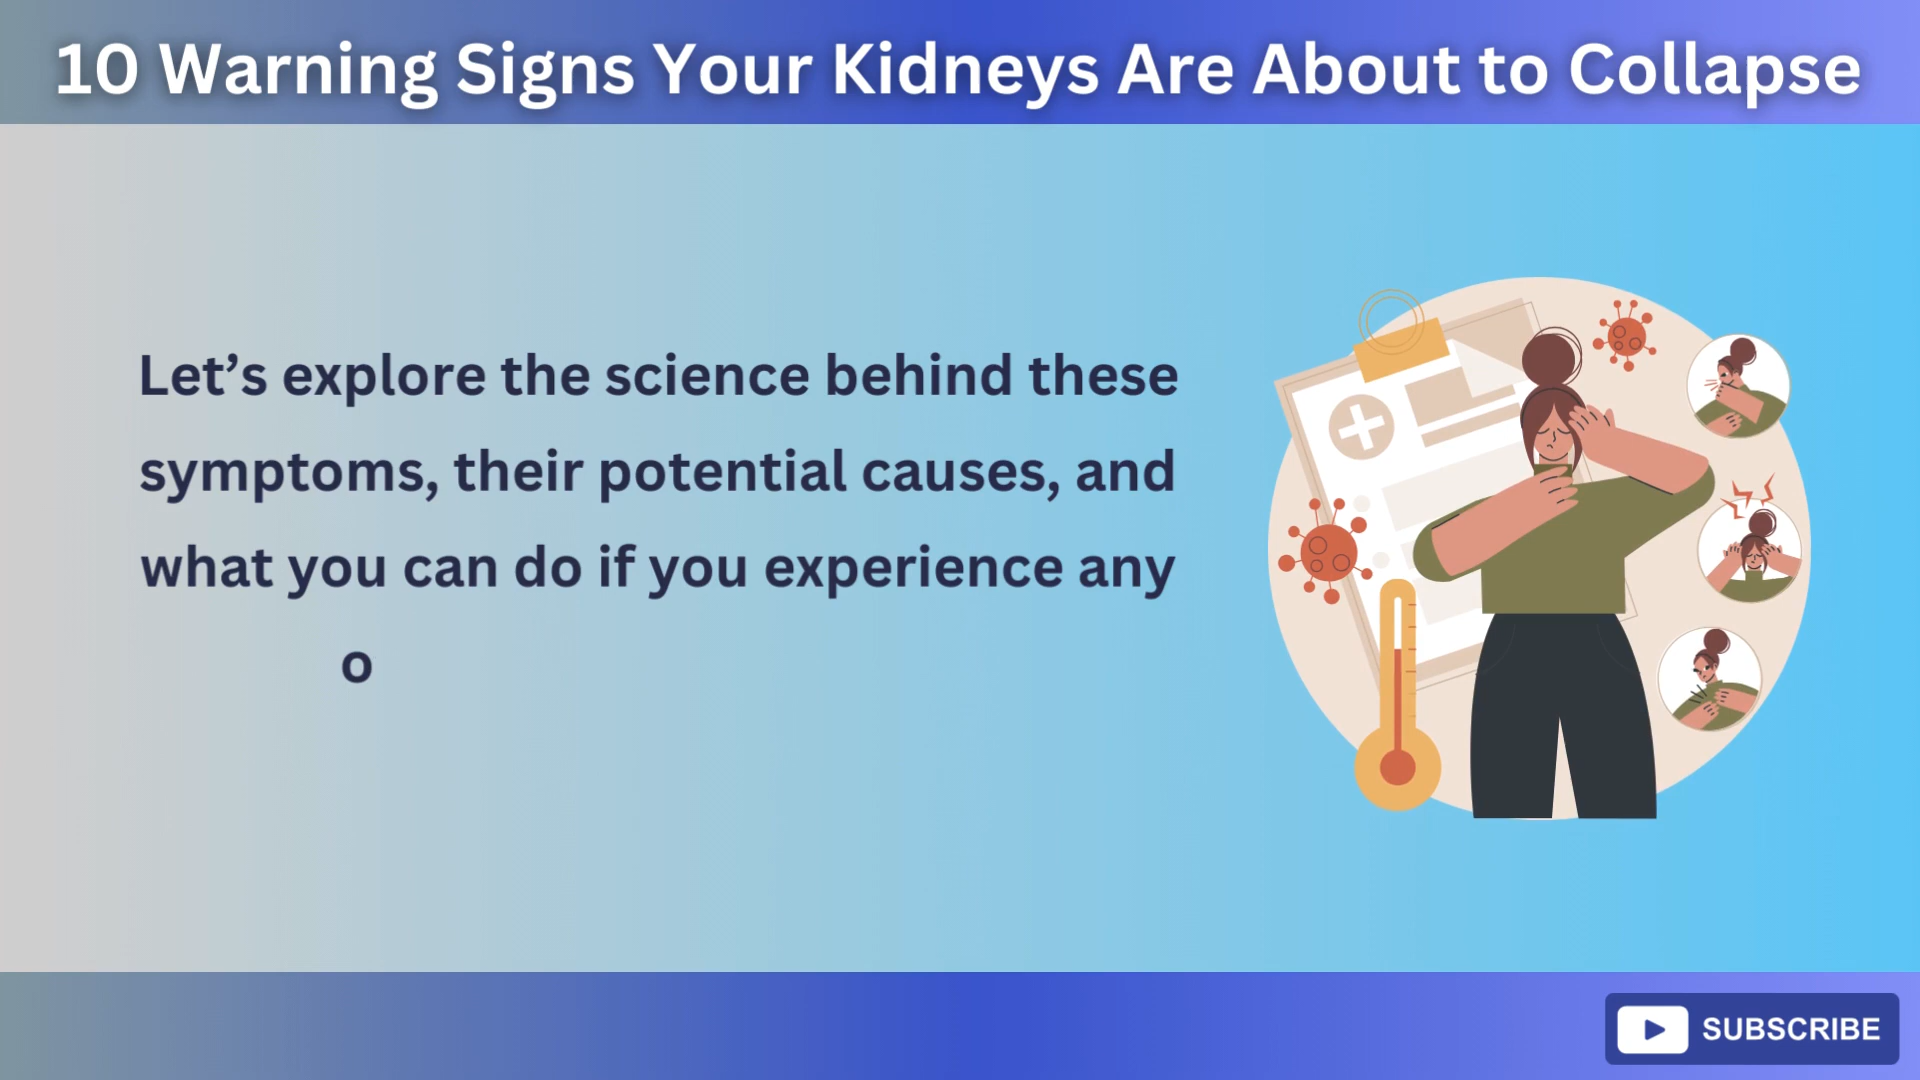 10 Warning Signs Your Kidneys Are About to Collapse
Let’s explore the science behind these
symptoms, their potential causes, and
what you can do if you experience any
o
SUBSCRIBE